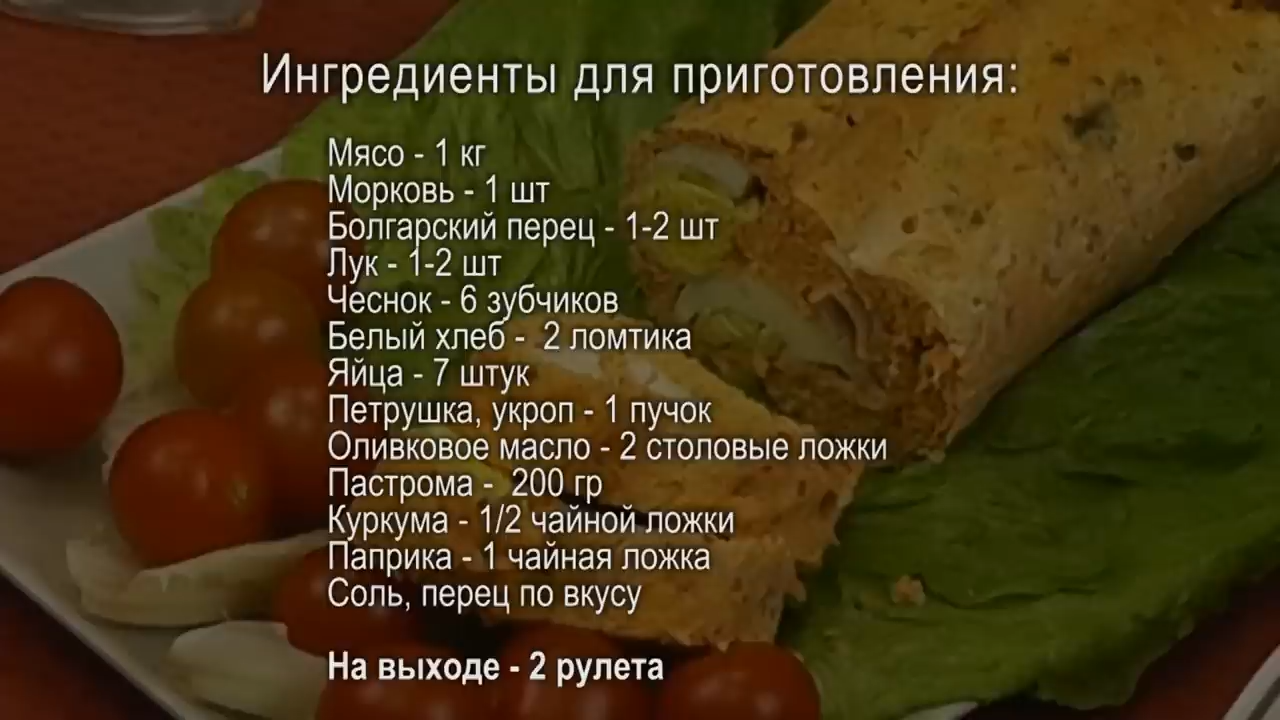 Ингредиенты для приготовления:
Мясо - 1 кг
Морковь - 1 шт
Болгарский перец - 1-2 шт
Лук - 1-2 шт
Чеснок - 6 зубчиков
Белый хлеб - 2 ломтика
Яйца - 7 штук
Петрушка, укроп - 1 пучок
Оливковое масло - 2 столовые ложки
Пастрома - 200 гр
Куркума - 1/2 чайной ложки
Паприка - 1 чайная ложка
Соль, перец по вкусу
На выходе - 2 рулета